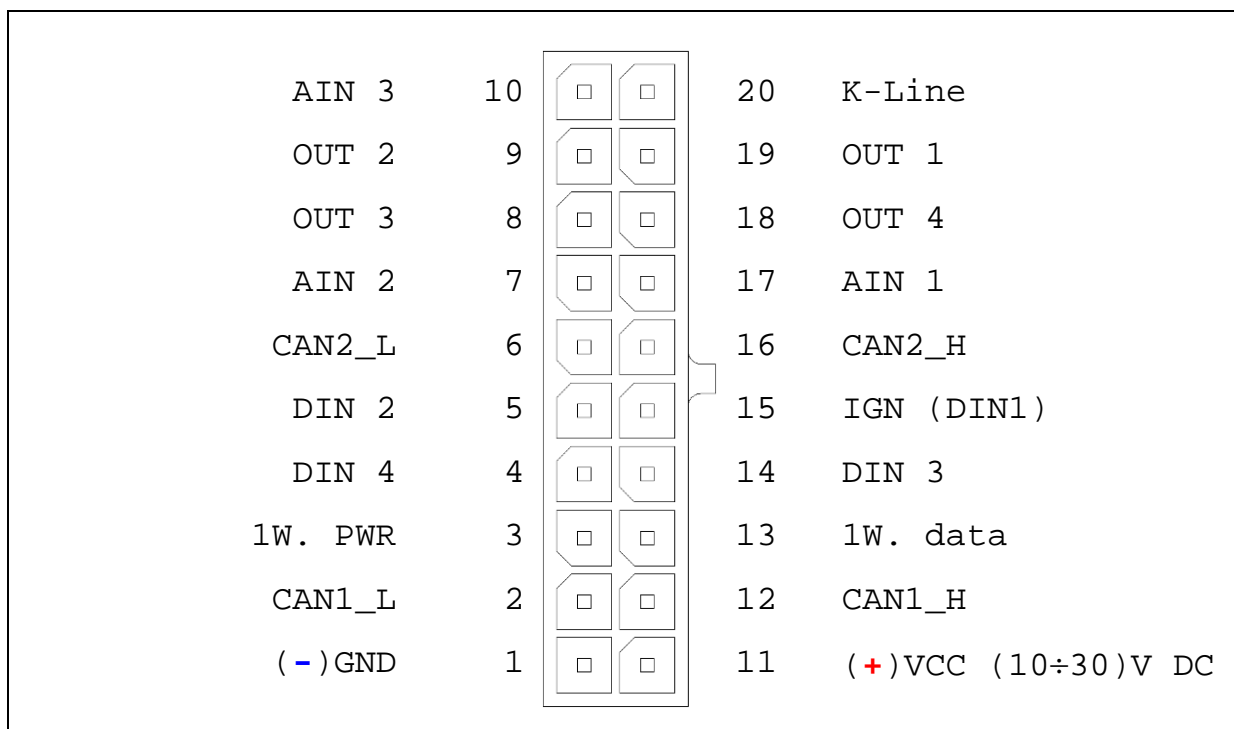 AIN 3 10 20 K-Line
OUT 2 9 19 OUT 1
OUT 3 8 18 OUT 4
AIN 2 7 17 AIN 1
CAN2_L 6 16 CAN2_H
DIN 2 5 15 IGN (DIN1)
DIN 4 4 14 DIN 3
1W. PWR 3 13 1W. data
CAN1_L 2 12 CAN1_H
(-)GND 1 11 (+)VCC (10÷30)V DC